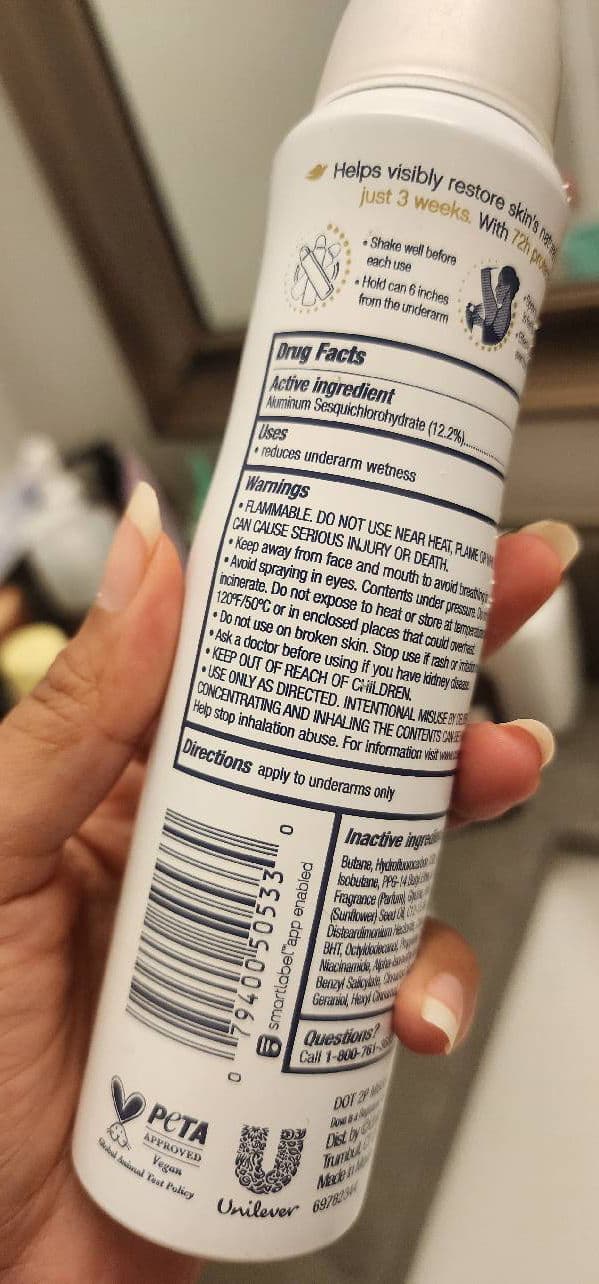 Helps visibly restore skin's
just 3 weeks. With 72h
• Shake well before
each use
• Hold can 6 inches
from the underarm
Drug Facts
Active ingredient
Aluminum Sesquichlorohydrate (12.2%)..............
Uses
• reduces underarm wetness
Warnings
• FLAMMABLE. DO NOT USE NEAR HEAT, FLAME OR
CAN CAUSE SERIOUS INJURY OR DEATH.
• Keep away from face and mouth to avoid breathing
• Avoid spraying in eyes. Contents under pressure. Do
incinerate. Do not expose to heat or store at
120°F/50°C or in enclosed places that could overheat.
• Do not use on broken skin. Stop use if rash or
• Ask a doctor before using if you have kidney disease.
• KEEP OUT OF REACH OF CHILDREN.
• USE ONLY AS DIRECTED. INTENTIONAL MISUSE BY
CONCENTRATING AND INHALING THE CONTENTS CAN BE
Help stop inhalation abuse. For information visit
Directions apply to underarms only
0 79400 50533 0
smartlabel™ app enabled
Inactive
Butane,
Isobutane, PPG-14
Fragrance (Parfum),
(Sunflower) Seed Oil,
Disteardimonium
BHT, Octyldodecanol,
Niacinamide,
Benzyl Salicylate,
Geraniol, Hexyl
Questions?
Call 1-800-761-
PETA
APPROVED
Vegan
Global Animal Test Policy
Unilever
DOT 2P
Dist. by
Trumbull,
Made in